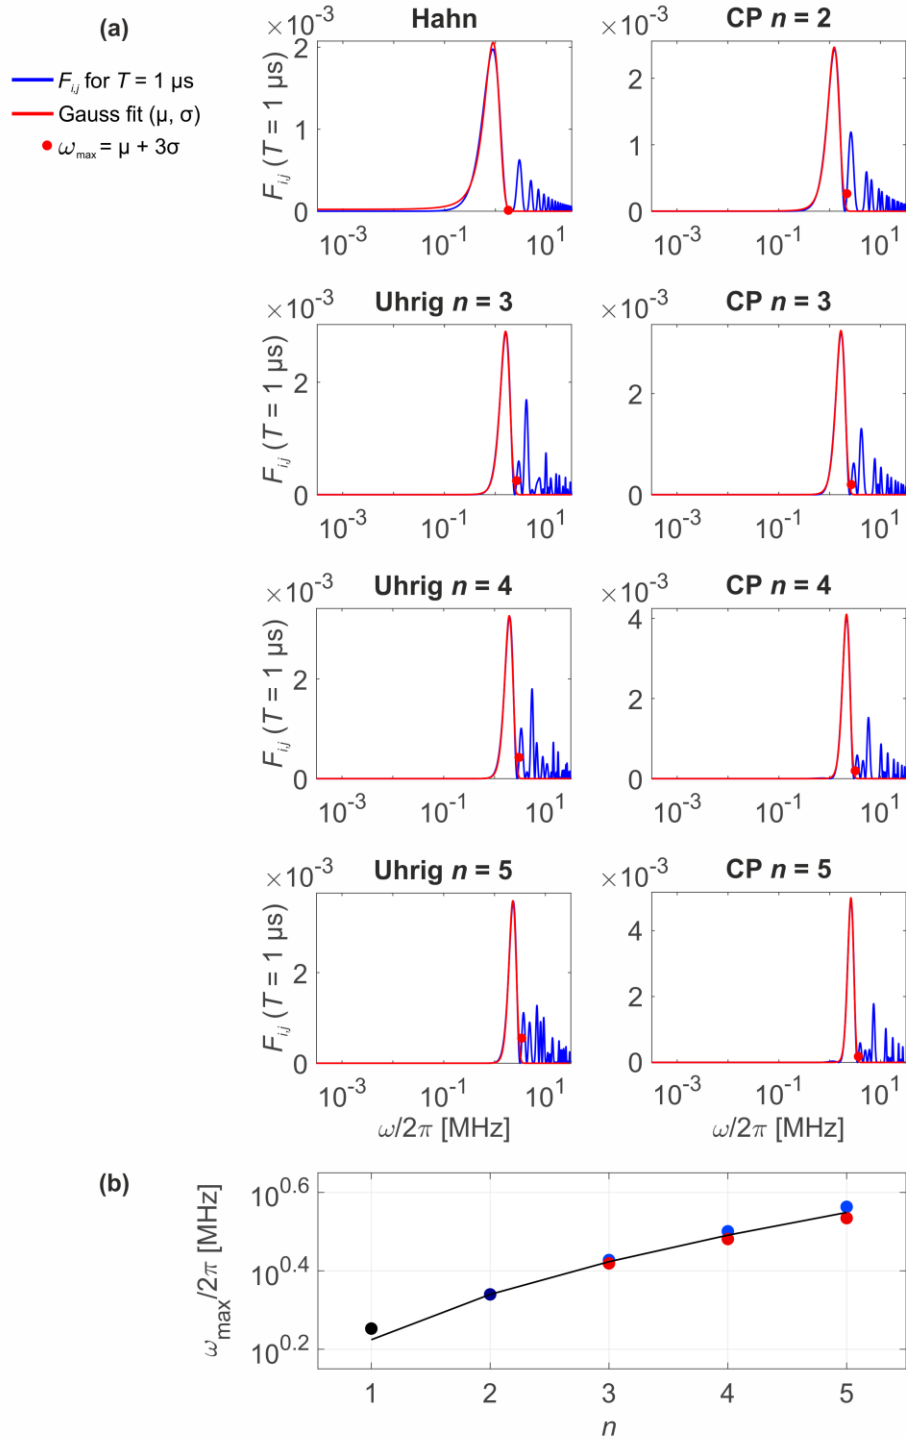 (a)
F_{i,j} for T = 1 μs
Gauss fit (μ, σ)
ω_max = μ + 3σ
Hahn
×10^-3
F_{i,j} (T = 1 μs)
2
1
0
10^-3 10^-1 10^1
CP n = 2
×10^-3
2
1
0
10^-3 10^-1 10^1
Uhrig n = 3
×10^-3
F_{i,j} (T = 1 μs)
2
0
10^-3 10^-1 10^1
CP n = 3
×10^-3
2
0
10^-3 10^-1 10^1
Uhrig n = 4
×10^-3
F_{i,j} (T = 1 μs)
2
0
10^-3 10^-1 10^1
CP n = 4
×10^-3
4
2
0
10^-3 10^-1 10^1
Uhrig n = 5
×10^-3
F_{i,j} (T = 1 μs)
2
0
10^-3 10^-1 10^1
ω/2π [MHz]
CP n = 5
×10^-3
4
2
0
10^-3 10^-1 10^1
ω/2π [MHz]
(b)
ω_max/2π [MHz]
10^0.6
10^0.4
10^0.2
1 2 3 4 5
n